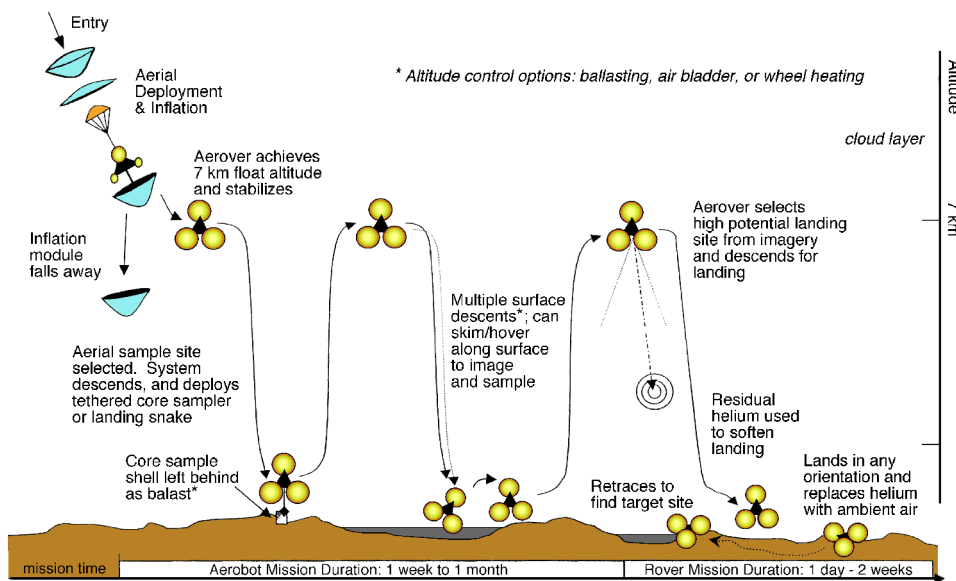 Entry
Aerial
Deployment
& Inflation
* Altitude control options: ballasting, air bladder, or wheel heating
Altitude
cloud layer
7 km
Aerover achieves
7 km float altitude
and stabilizes
Aerover selects
high potential landing
site from imagery
and descends for
landing
Inflation
module
falls away
Multiple surface
descents*; can
skim/hover
along surface
to image
and sample
Aerial sample site
selected. System
descends, and deploys
tethered core sampler
or landing snake
Residual
helium used
to soften
landing
Core sample
shell left behind
as balast*
Retraces to
find target site
Lands in any
orientation and
replaces helium
with ambient air
mission time
Aerobot Mission Duration: 1 week to 1 month
Rover Mission Duration: 1 day - 2 weeks